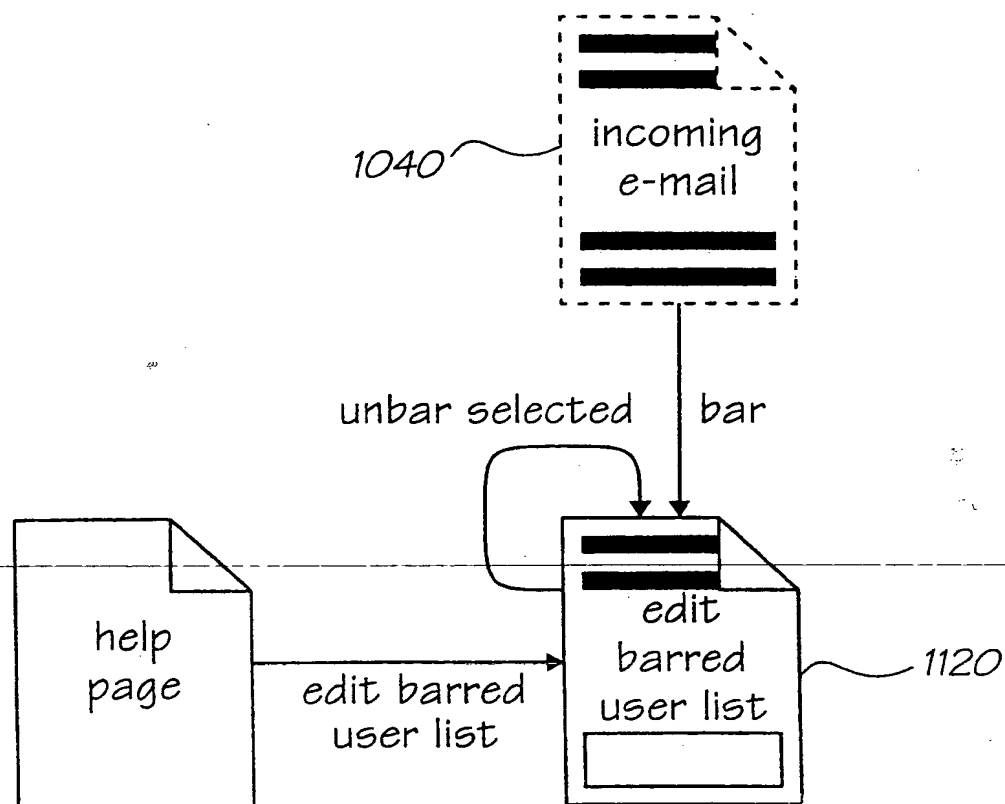 incoming
e-mail
1040
unbar selected
bar
help
page
edit barred
user list
edit
barred
user list
1120